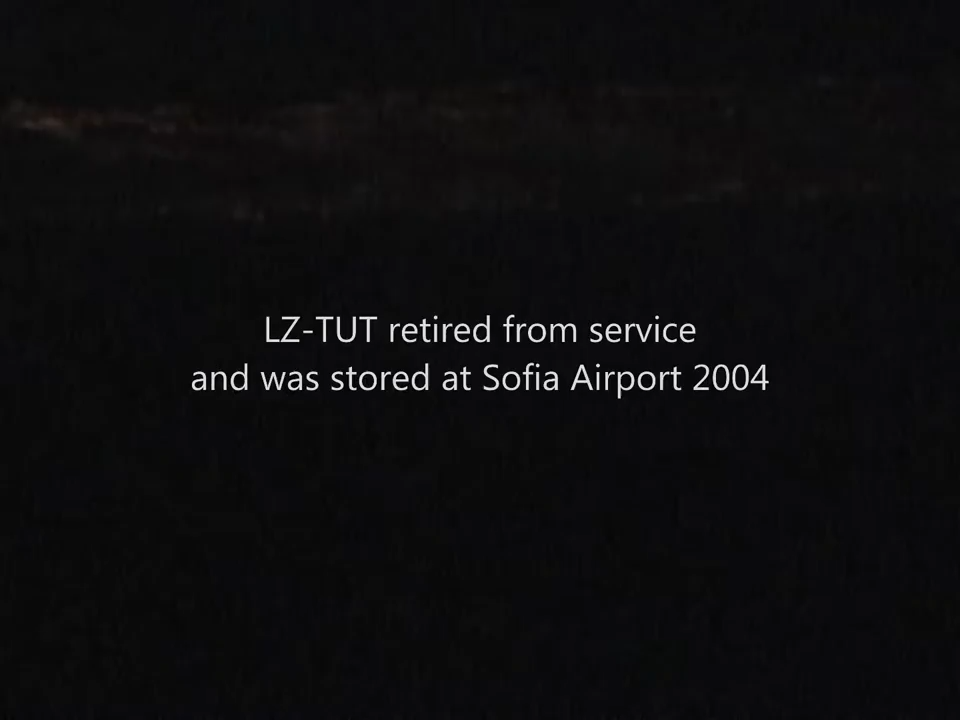 LZ-TUT retired from service
and was stored at Sofia Airport 2004